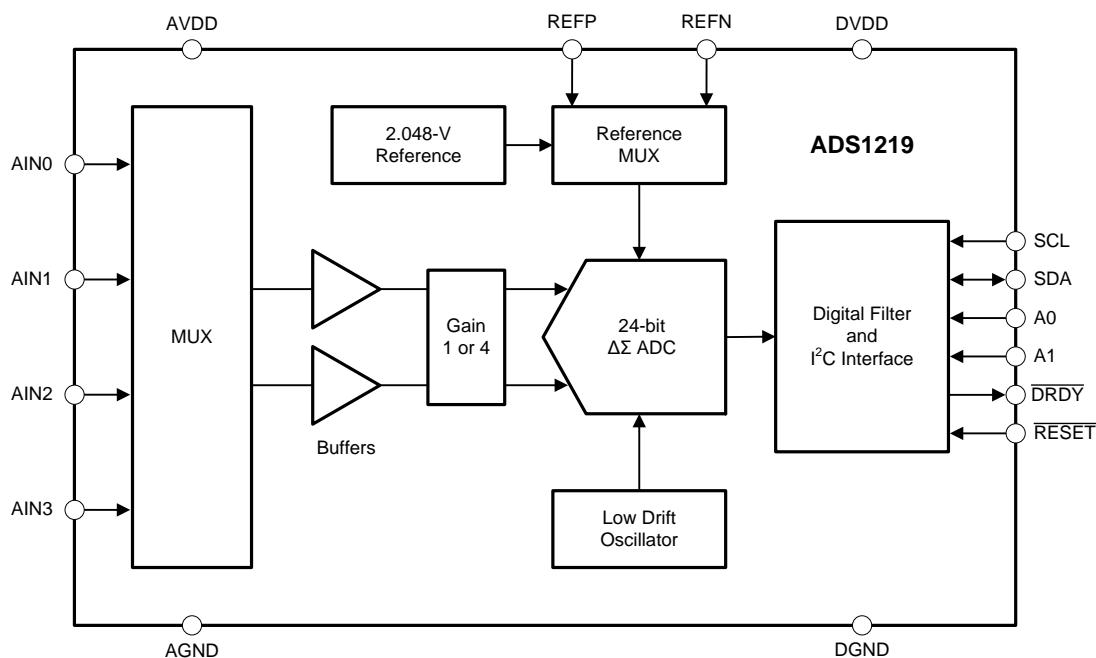 AVDD
REFP
REFN
DVDD
2.048-V
Reference
Reference
MUX
ADS1219
AIN0
AIN1
AIN2
AIN3
MUX
Buffers
Gain
1 or 4
24-bit
ΔΣ ADC
Low Drift
Oscillator
Digital Filter
and
I²C Interface
SCL
SDA
A0
A1
DRDY
RESET
AGND
DGND